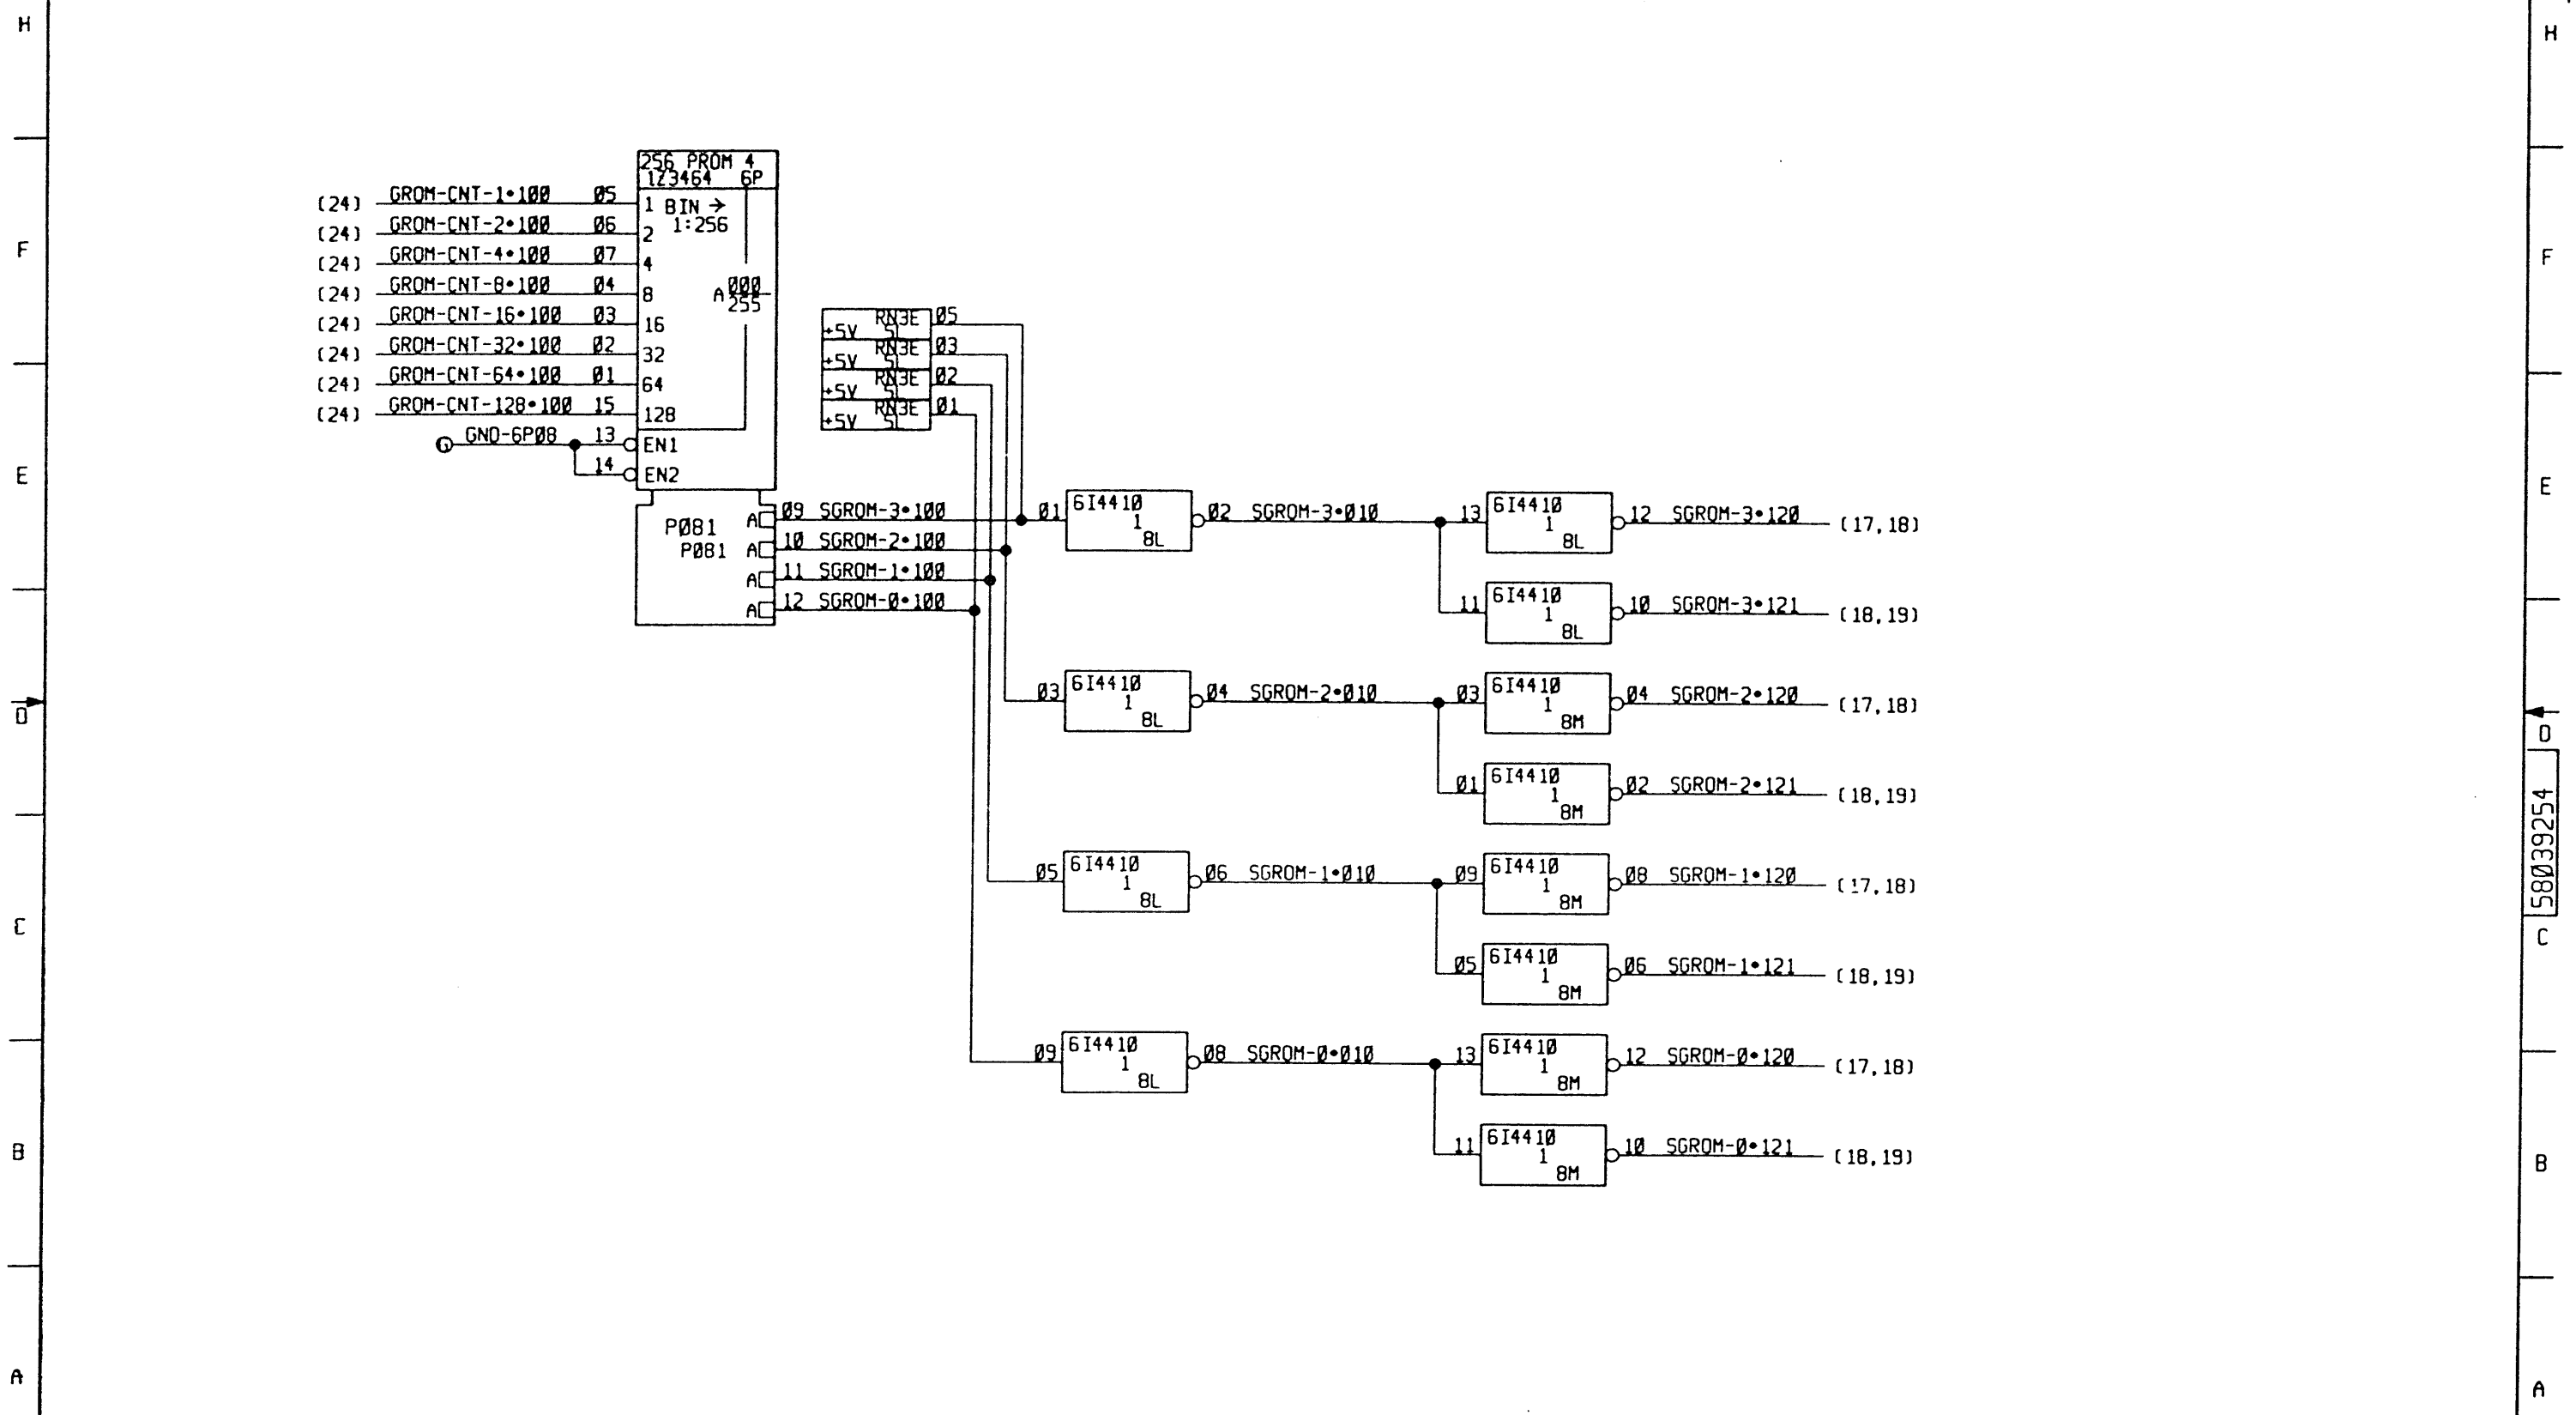 H
H
256 PROM 4
1Z3464 6P
(24) GROM-CNT-1•100 05 1 BIN →
1:256
(24) GROM-CNT-2•100 06 2
F
F
(24) GROM-CNT-4•100 07 4
(24) GROM-CNT-8•100 04 8 A 000
255
(24) GROM-CNT-16•100 03 16
RN3E 05
+5V 5L
(24) GROM-CNT-32•100 02 32
RN3E 03
+5V 5L
(24) GROM-CNT-64•100 01 64
RN3E 02
+5V 5L
(24) GROM-CNT-128•100 15 128
RN3E 01
+5V 5L
G GND-6P08 13 EN1
14 EN2
E
E
P081
P081
A 09 SGROM-3•100 01 6I4410 1 8L 02 SGROM-3•010 13 6I4410 1 8L 12 SGROM-3•120 (17,18)
A 10 SGROM-2•100
A 11 SGROM-1•100
A 12 SGROM-0•100
11 6I4410 1 8L 10 SGROM-3•121 (18,19)
03 6I4410 1 8L 04 SGROM-2•010 03 6I4410 1 8M 04 SGROM-2•120 (17,18)
D
D
01 6I4410 1 8M 02 SGROM-2•121 (18,19)
58039254
05 6I4410 1 8L 06 SGROM-1•010 09 6I4410 1 8M 08 SGROM-1•120 (17,18)
C
C
05 6I4410 1 8M 06 SGROM-1•121 (18,19)
09 6I4410 1 8L 08 SGROM-0•010 13 6I4410 1 8M 12 SGROM-0•120 (17,18)
B
B
11 6I4410 1 8M 10 SGROM-0•121 (18,19)
A
A